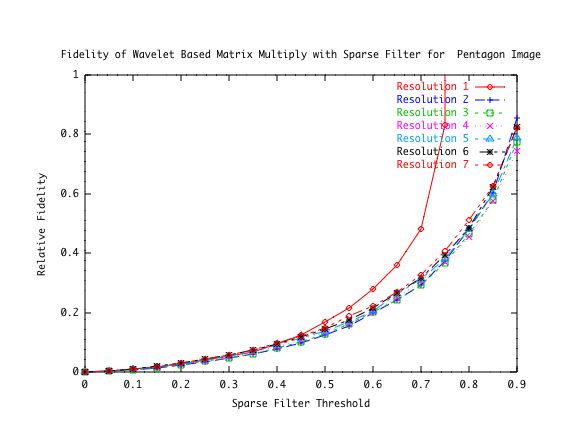 Fidelity of Wavelet Based Matrix Multiply with Sparse Filter for  Pentagon Image
1
0.8
0.6
0.4
0.2
0
Relative Fidelity
Resolution 1
Resolution 2
Resolution 3
Resolution 4
Resolution 5
Resolution 6
Resolution 7
0 0.1 0.2 0.3 0.4 0.5 0.6 0.7 0.8 0.9
Sparse Filter Threshold